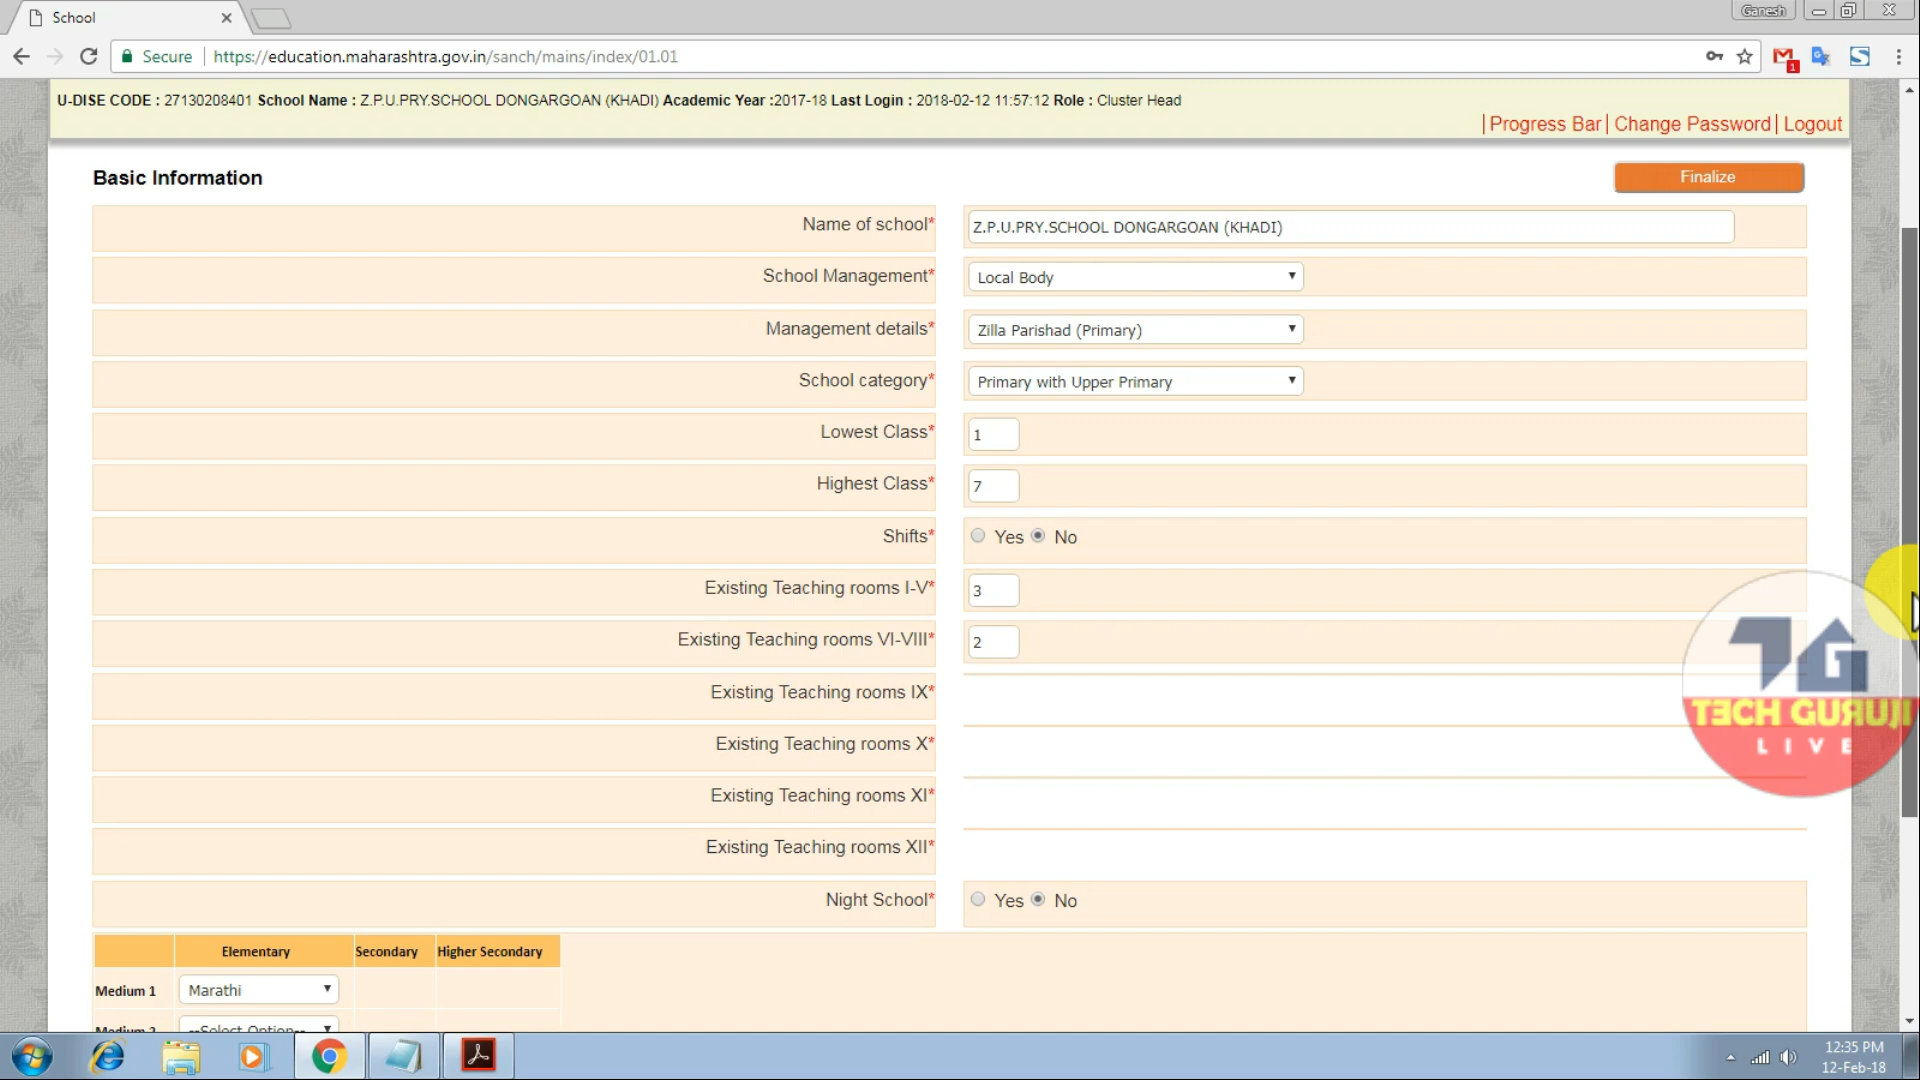 School
Ganesh
Secure https://education.maharashtra.gov.in/sanch/mains/index/01.01
1
U-DISE CODE : 27130208401 School Name : Z.P.U.PRY.SCHOOL DONGARGOAN (KHADI) Academic Year :2017-18 Last Login : 2018-02-12 11:57:12 Role : Cluster Head
|Progress Bar| Change Password| Logout
Basic Information
Finalize
Name of school* Z.P.U.PRY.SCHOOL DONGARGOAN (KHADI)
School Management* Local Body
Management details* Zilla Parishad (Primary)
School category* Primary with Upper Primary
Lowest Class* 1
Highest Class* 7
Shifts* Yes No
Existing Teaching rooms I-V* 3
Existing Teaching rooms VI-VIII* 2
Existing Teaching rooms IX*
Existing Teaching rooms X*
Existing Teaching rooms XI*
Existing Teaching rooms XII*
Night School* Yes No
Elementary Secondary Higher Secondary
Medium 1 Marathi
Medium 2 --Select Option--
TG
TECH GURUJI
LIVE
12:35 PM
12-Feb-18